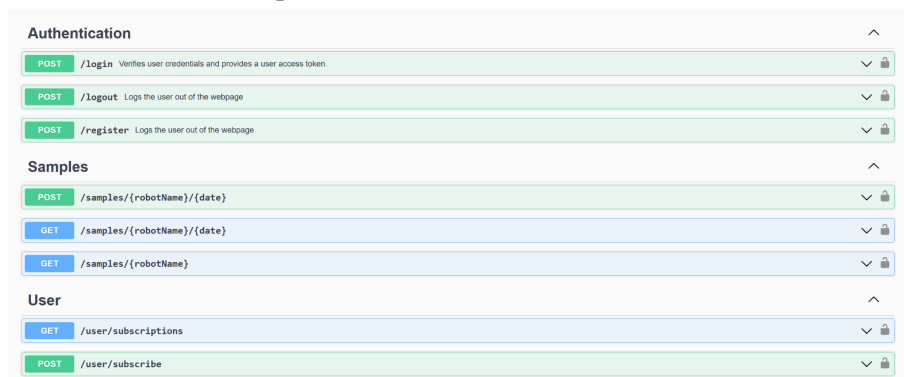 Authentication
POST /login Verifies user credentials and provides a user access token.
POST /logout Logs the user out of the webpage
POST /register Logs the user out of the webpage
Samples
POST /samples/{robotName}/{date}
GET /samples/{robotName}/{date}
GET /samples/{robotName}
User
GET /user/subscriptions
POST /user/subscribe